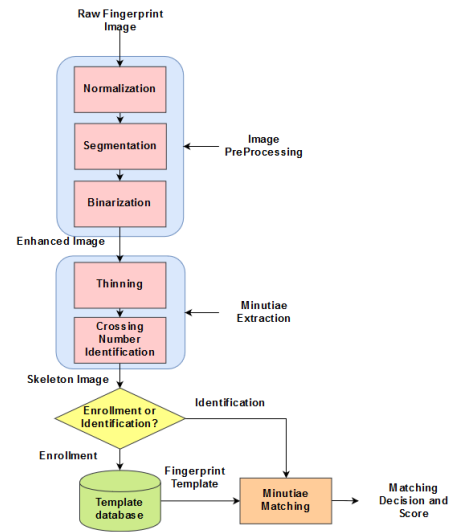 Raw Fingerprint
Image
Normalization
Segmentation
Image
PreProcessing
Binarization
Enhanced Image
Thinning
Minutiae
Extraction
Crossing
Number
Identification
Skeleton Image
Enrollment or
Identification?
Identification
Enrollment
Fingerprint
Template
Template
database
Minutiae
Matching
Matching
Decision and
Score